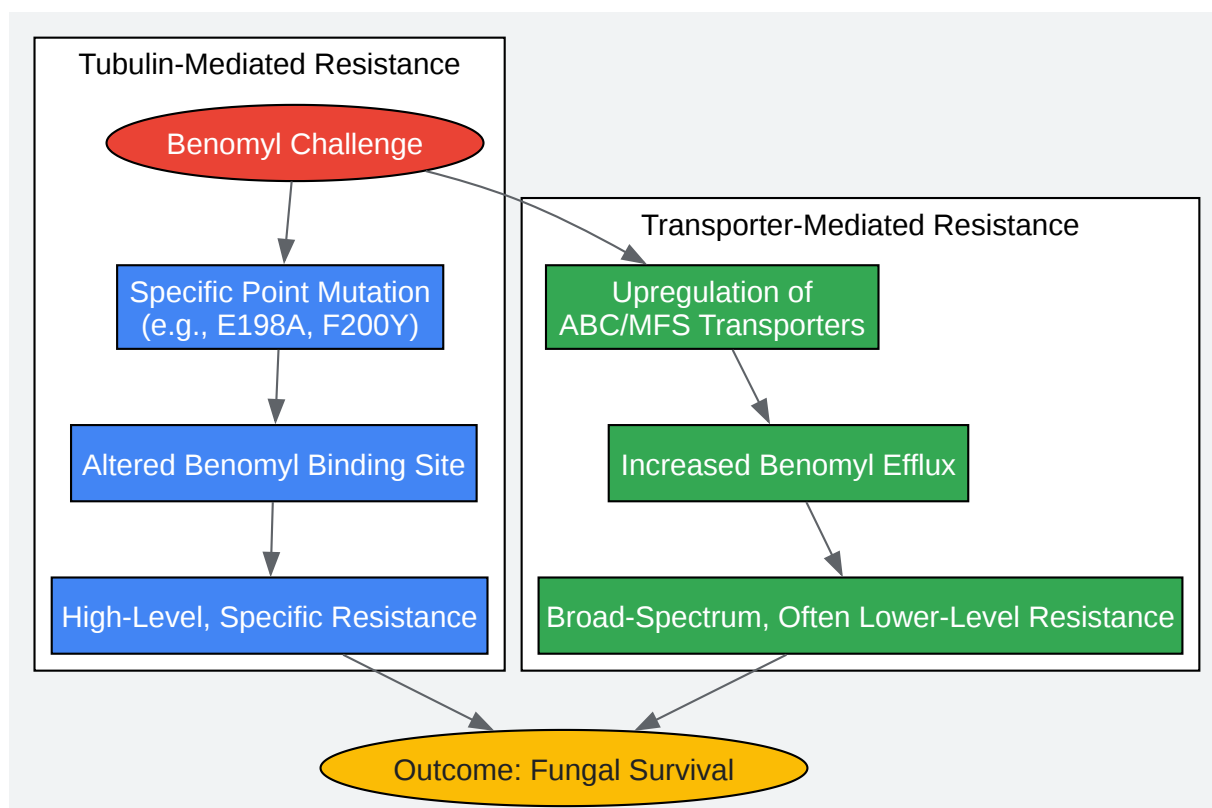 Tubulin-Mediated Resistance
Benomyl Challenge
Specific Point Mutation
(e.g., E198A, F200Y)
Altered Benomyl Binding Site
High-Level, Specific Resistance
Transporter-Mediated Resistance
Upregulation of
ABC/MFS Transporters
Increased Benomyl Efflux
Broad-Spectrum, Often Lower-Level Resistance
Outcome: Fungal Survival